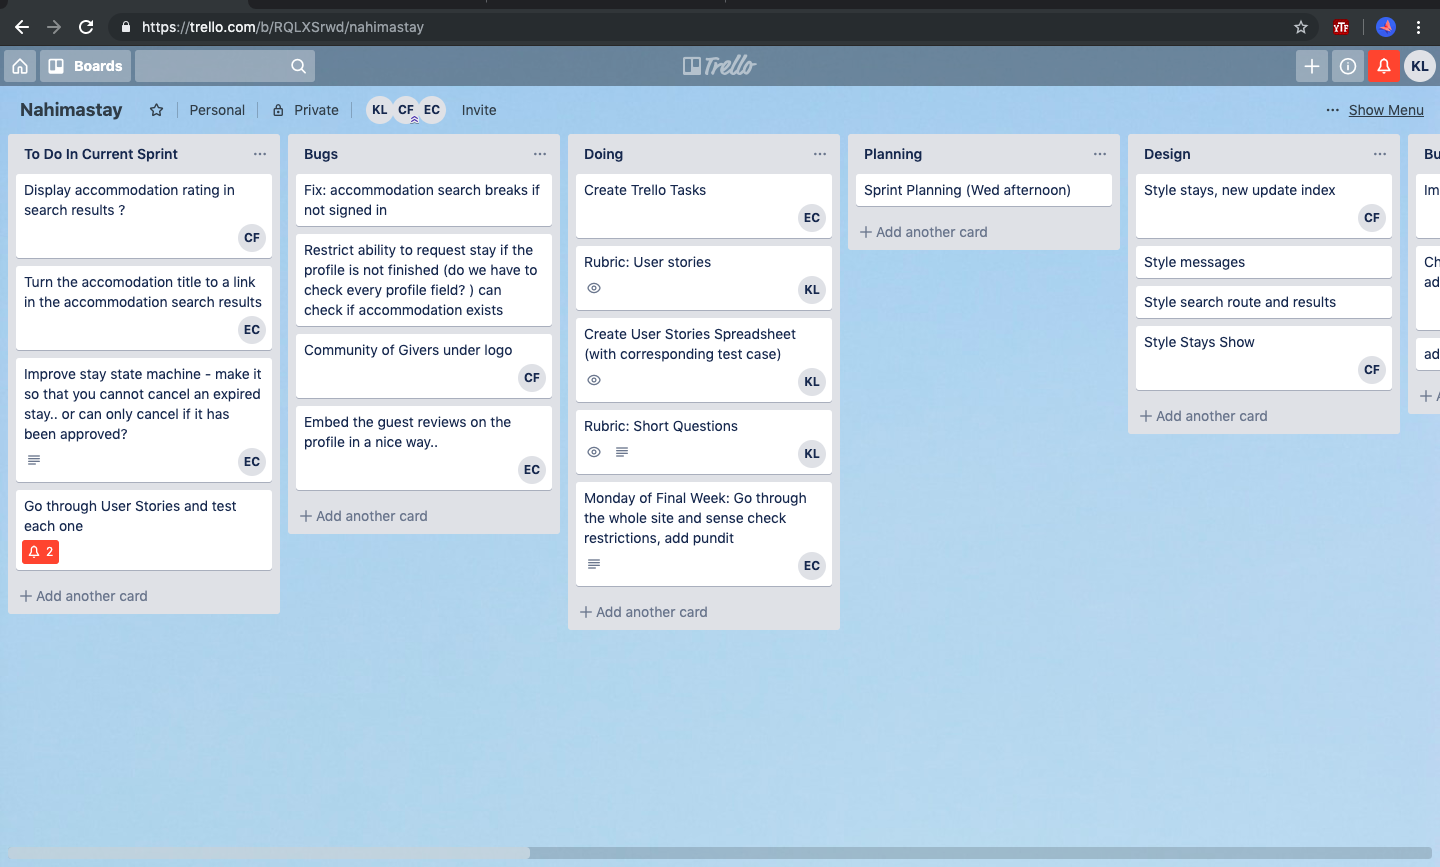 https://trello.com/b/RQLXSrwd/nahimastay
YTF
Boards
Trello
KL
Nahimastay
Personal
Private
KL CF EC
Invite
... Show Menu
To Do In Current Sprint
Display accommodation rating in
search results ?
CF
Turn the accomodation title to a link
in the accommodation search results
EC
Improve stay state machine - make it
so that you cannot cancel an expired
stay.. or can only cancel if it has
been approved?
EC
Go through User Stories and test
each one
2
+ Add another card
Bugs
Fix: accommodation search breaks if
not signed in
Restrict ability to request stay if the
profile is not finished (do we have to
check every profile field? ) can
check if accommodation exists
Community of Givers under logo
CF
Embed the guest reviews on the
profile in a nice way..
EC
+ Add another card
Doing
Create Trello Tasks
EC
Rubric: User stories
KL
Create User Stories Spreadsheet
(with corresponding test case)
KL
Rubric: Short Questions
KL
Monday of Final Week: Go through
the whole site and sense check
restrictions, add pundit
EC
+ Add another card
Planning
Sprint Planning (Wed afternoon)
+ Add another card
Design
Style stays, new update index
CF
Style messages
Style search route and results
Style Stays Show
CF
+ Add another card
Bu
Im
Ch
ad
ad